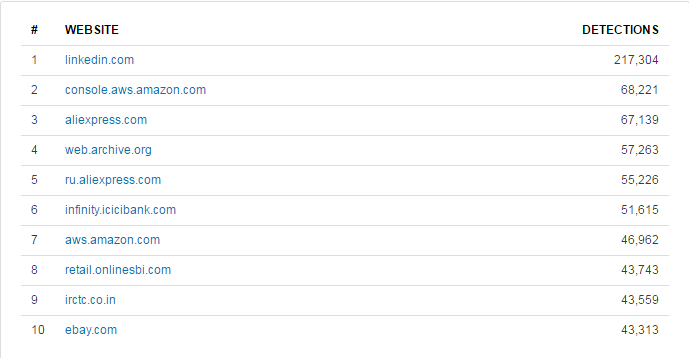 # WEBSITE DETECTIONS
1 linkedin.com 217,304
2 console.aws.amazon.com 68,221
3 aliexpress.com 67,139
4 web.archive.org 57,263
5 ru.aliexpress.com 55,226
6 infinity.icicibank.com 51,615
7 aws.amazon.com 46,962
8 retail.onlinesbi.com 43,743
9 irctc.co.in 43,559
10 ebay.com 43,313